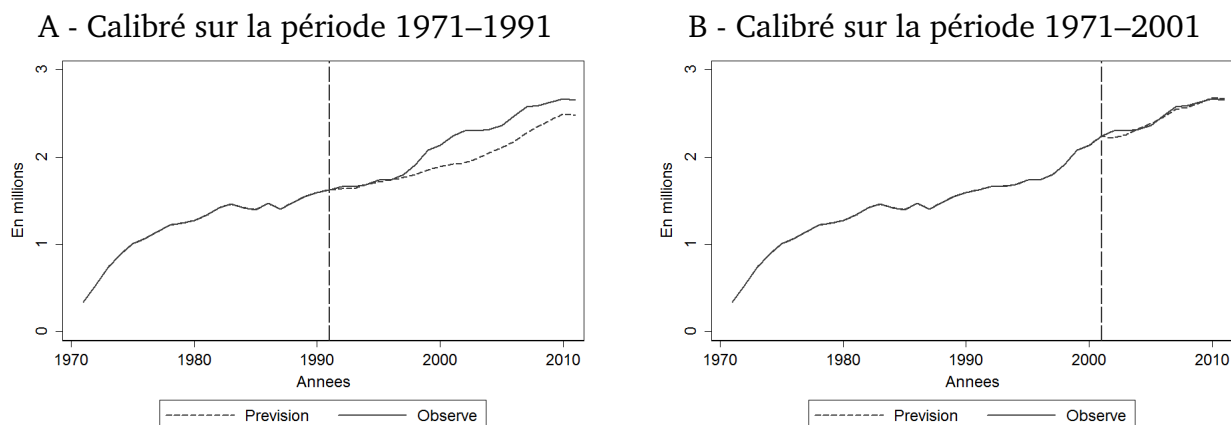 A - Calibré sur la période 1971–1991
3
2
1
0
En millions
1970 1980 1990 2000 2010
Annees
Prevision Observe
B - Calibré sur la période 1971–2001
3
2
1
0
En millions
1970 1980 1990 2000 2010
Annees
Prevision Observe